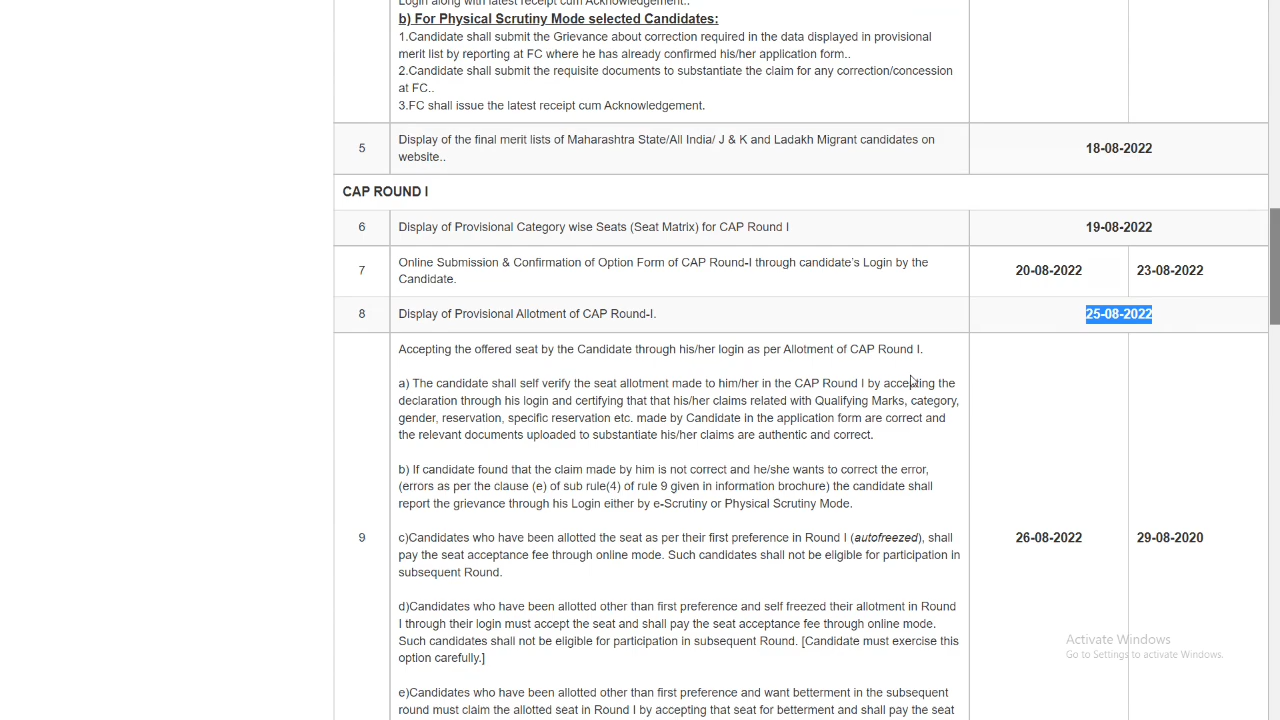 Login along with latest receipt cum Acknowledgement..
b) For Physical Scrutiny Mode selected Candidates:
1.Candidate shall submit the Grievance about correction required in the data displayed in provisional
merit list by reporting at FC where he has already confirmed his/her application form..
2.Candidate shall submit the requisite documents to substantiate the claim for any correction/concession
at FC..
3.FC shall issue the latest receipt cum Acknowledgement.
5
Display of the final merit lists of Maharashtra State/All India/ J & K and Ladakh Migrant candidates on
website..
18-08-2022
CAP ROUND I
6
Display of Provisional Category wise Seats (Seat Matrix) for CAP Round I
19-08-2022
7
Online Submission & Confirmation of Option Form of CAP Round-I through candidate's Login by the
Candidate.
20-08-2022
23-08-2022
8
Display of Provisional Allotment of CAP Round-I.
25-08-2022
9
Accepting the offered seat by the Candidate through his/her login as per Allotment of CAP Round I.
a) The candidate shall self verify the seat allotment made to him/her in the CAP Round I by accepting the
declaration through his login and certifying that that his/her claims related with Qualifying Marks, category,
gender, reservation, specific reservation etc. made by Candidate in the application form are correct and
the relevant documents uploaded to substantiate his/her claims are authentic and correct.
b) If candidate found that the claim made by him is not correct and he/she wants to correct the error,
(errors as per the clause (e) of sub rule(4) of rule 9 given in information brochure) the candidate shall
report the grievance through his Login either by e-Scrutiny or Physical Scrutiny Mode.
c)Candidates who have been allotted the seat as per their first preference in Round I (autofreezed), shall
pay the seat acceptance fee through online mode. Such candidates shall not be eligible for participation in
subsequent Round.
d)Candidates who have been allotted other than first preference and self freezed their allotment in Round
I through their login must accept the seat and shall pay the seat acceptance fee through online mode.
Such candidates shall not be eligible for participation in subsequent Round. [Candidate must exercise this
option carefully.]
e)Candidates who have been allotted other than first preference and want betterment in the subsequent
round must claim the allotted seat in Round I by accepting that seat for betterment and shall pay the seat
26-08-2022
29-08-2020
Activate Windows
Go to Settings to activate Windows.